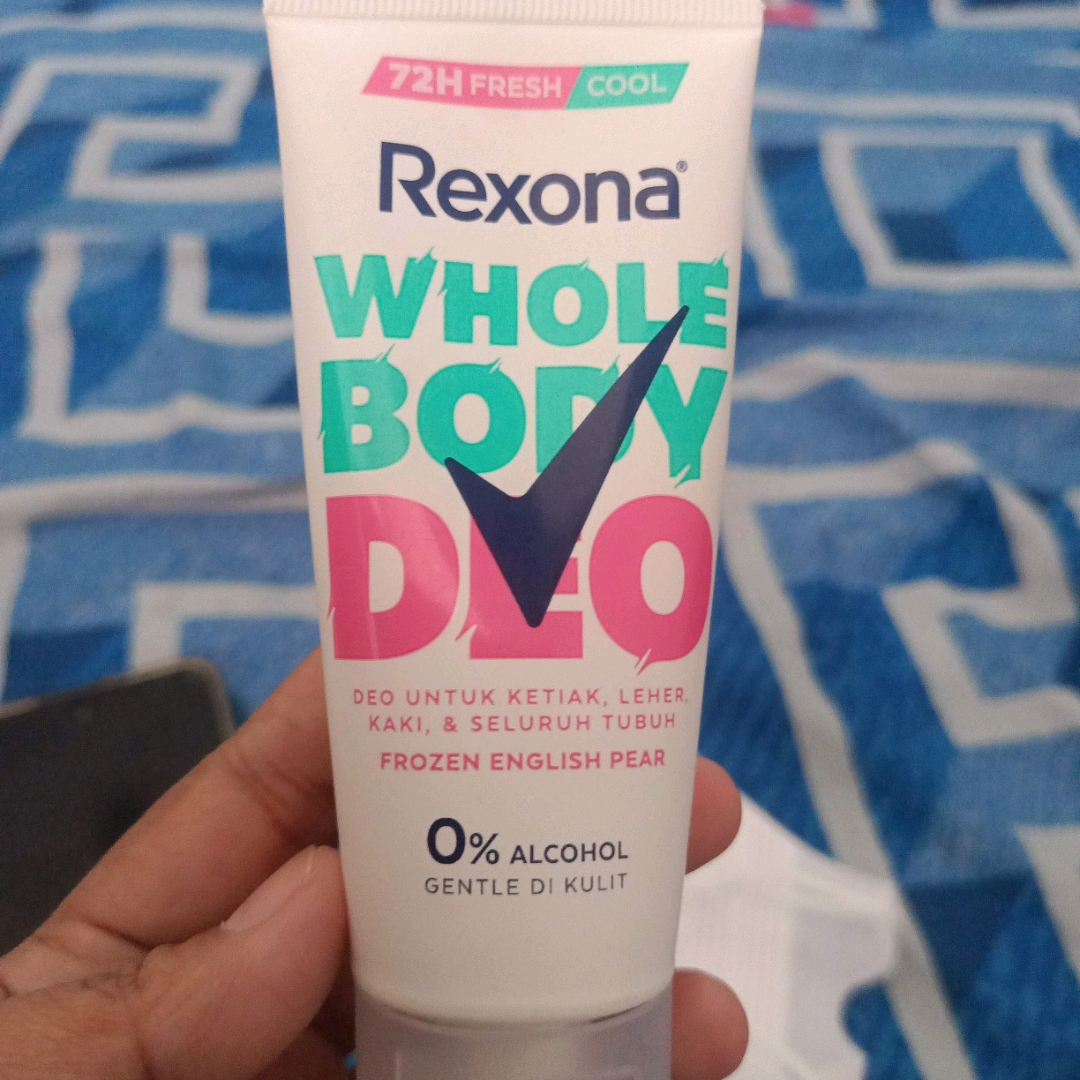 72H FRESH COOL
Rexona®
WHOLE
BODY
DEO
DEO UNTUK KETIAK, LEHER,
KAKI, & SELURUH TUBUH
FROZEN ENGLISH PEAR
0% ALCOHOL
GENTLE DI KULIT